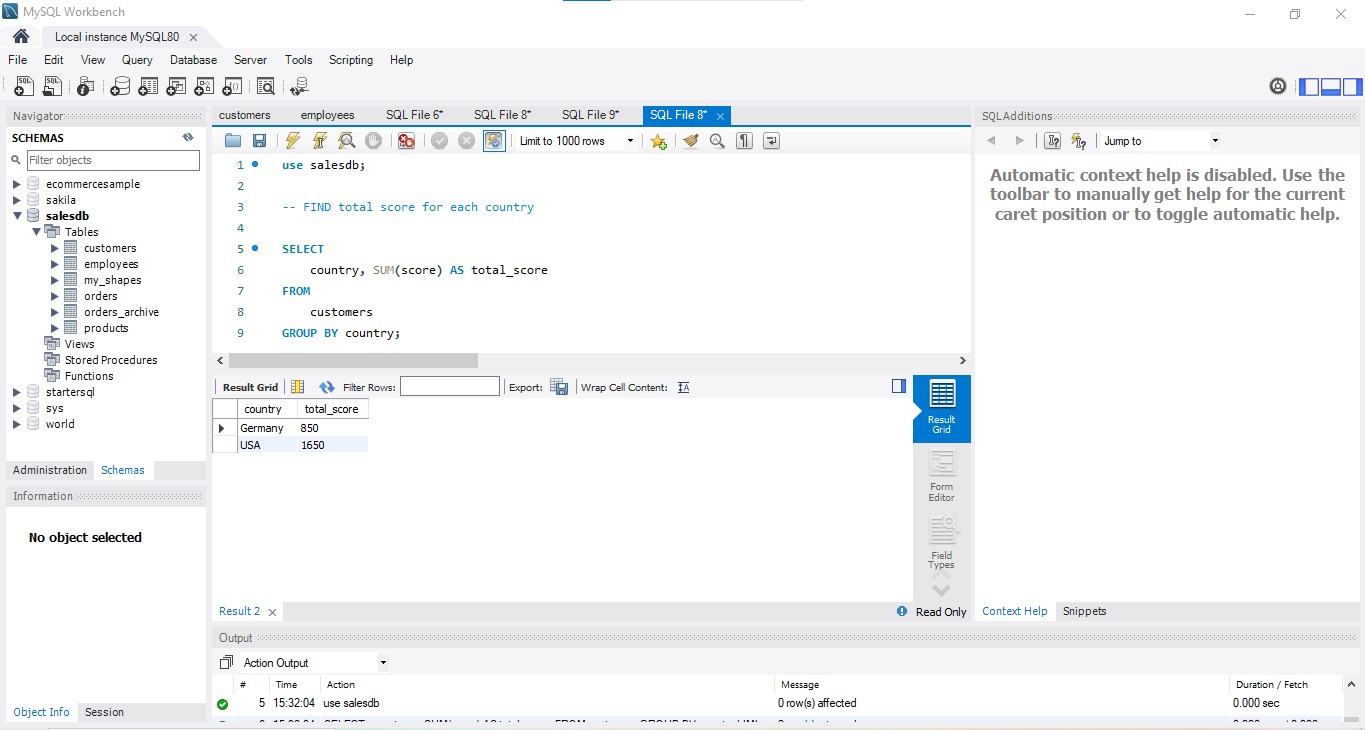 MySQL Workbench
Local instance MySQL80
File Edit View Query Database Server Tools Scripting Help
Navigator
SCHEMAS
Filter objects
ecommercesample
sakila
salesdb
Tables
customers
employees
my_shapes
orders
orders_archive
products
Views
Stored Procedures
Functions
startersql
sys
world
Administration Schemas
Information
No object selected
Object Info Session
customers employees SQL File 6* SQL File 8* SQL File 9* SQL File 8*
Limit to 1000 rows
1 use salesdb;
2
3 -- FIND total score for each country
4
5 SELECT
6 country, SUM(score) AS total_score
7 FROM
8 customers
9 GROUP BY country;
Result Grid Filter Rows: Export: Wrap Cell Content:
country total_score
Germany 850
USA 1650
Result Grid
Form Editor
Field Types
Result 2 Read Only
SQLAdditions
Jump to
Automatic context help is disabled. Use the
toolbar to manually get help for the current
caret position or to toggle automatic help.
Context Help Snippets
Output
Action Output
# Time Action Message Duration / Fetch
5 15:32:04 use salesdb 0 row(s) affected 0.000 sec